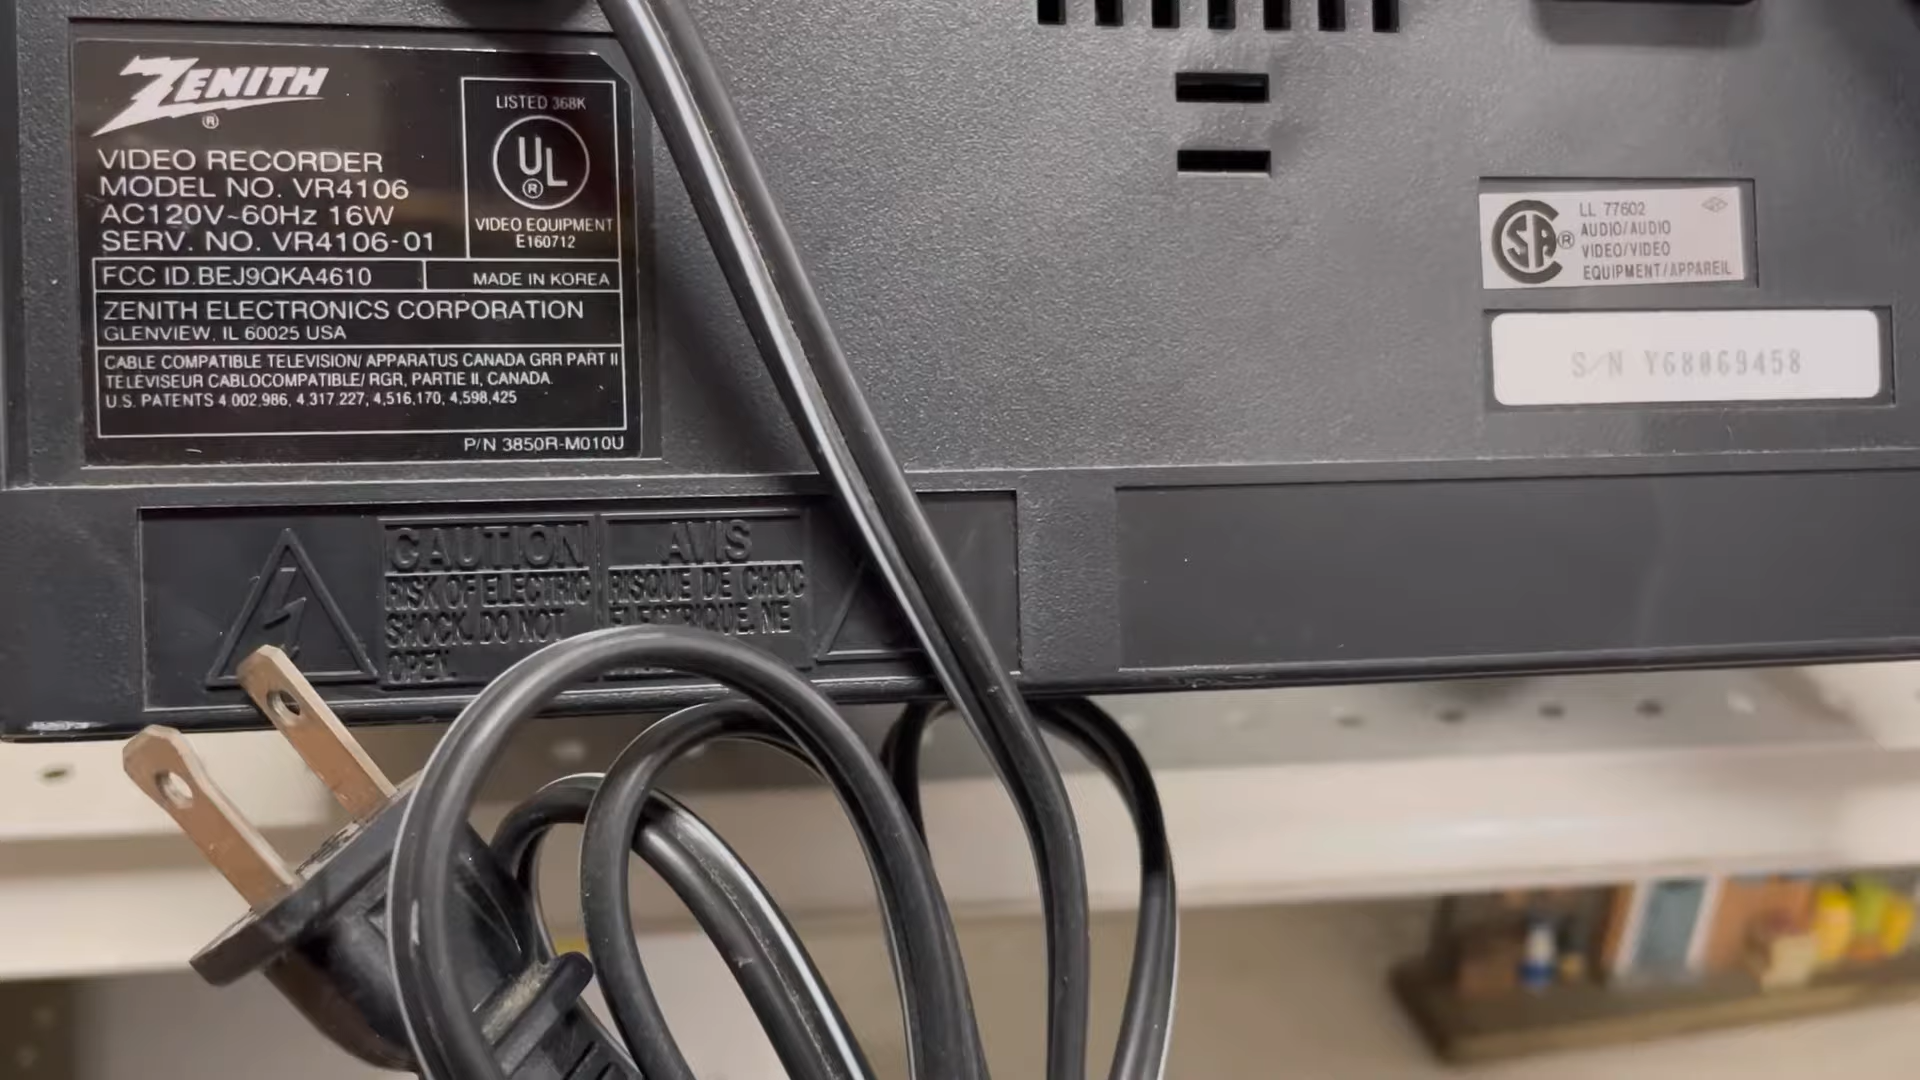 ZENITH
®
VIDEO RECORDER
MODEL NO. VR4106
AC120V~60Hz 16W
SERV. NO. VR4106-01
LISTED 368K
UL
®
VIDEO EQUIPMENT
E160712
FCC ID.BEJ9QKA4610
MADE IN KOREA
ZENITH ELECTRONICS CORPORATION
GLENVIEW, IL 60025 USA
CABLE COMPATIBLE TELEVISION/ APPARATUS CANADA GRR PART II
TELEVISEUR CABLOCOMPATIBLE/ RGR, PARTIE II, CANADA.
U.S. PATENTS 4.002,986, 4.317.227, 4,516,170, 4,598,425
P/N 3850R-M010U
SA ®
LL 77602
AUDIO/AUDIO
VIDEO/VIDEO
EQUIPMENT/APPAREIL
S/N Y68069458
CAUTION
RISK OF ELECTRIC
SHOCK. DO NOT
OPEN.
AVIS
RISQUE DE CHOC
ELECTRIQUE. NE